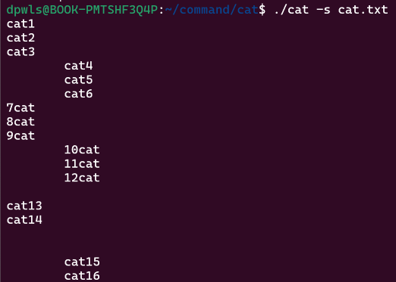 dpwls@BOOK-PMTSHF3Q4P:~/command/cat$ ./cat -s cat.txt
cat1
cat2
cat3
        cat4
        cat5
        cat6
7cat
8cat
9cat
        10cat
        11cat
        12cat

cat13
cat14


        cat15
        cat16